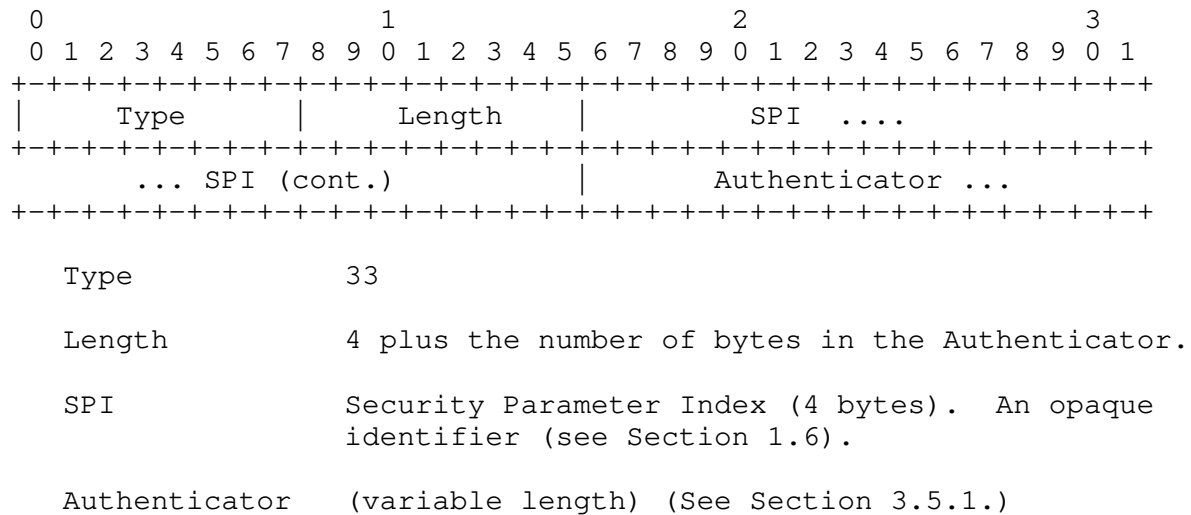 0                   1                   2                   3
 0 1 2 3 4 5 6 7 8 9 0 1 2 3 4 5 6 7 8 9 0 1 2 3 4 5 6 7 8 9 0 1
+-+-+-+-+-+-+-+-+-+-+-+-+-+-+-+-+-+-+-+-+-+-+-+-+-+-+-+-+-+-+-+-+
|     Type      |     Length    |         SPI  ....
+-+-+-+-+-+-+-+-+-+-+-+-+-+-+-+-+-+-+-+-+-+-+-+-+-+-+-+-+-+-+-+-+
       ... SPI (cont.)          |       Authenticator ...
+-+-+-+-+-+-+-+-+-+-+-+-+-+-+-+-+-+-+-+-+-+-+-+-+-+-+-+-+-+-+-+-+
   Type            33
   Length          4 plus the number of bytes in the Authenticator.
   SPI             Security Parameter Index (4 bytes).  An opaque
                   identifier (see Section 1.6).
   Authenticator   (variable length) (See Section 3.5.1.)